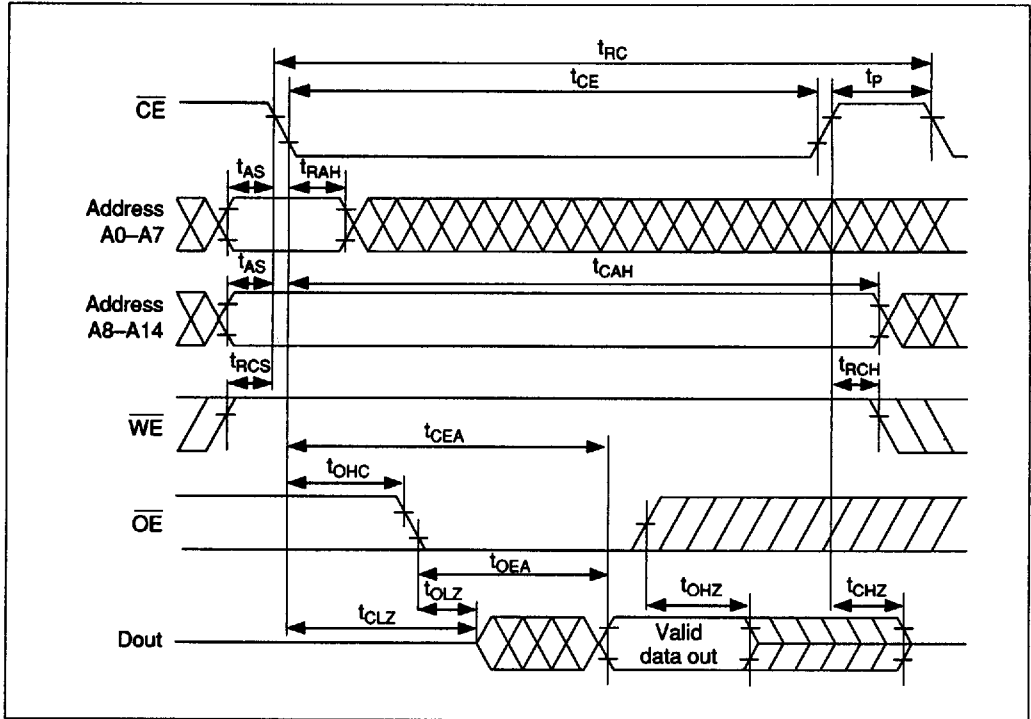 tRC
tCE
tP
CE
tAS
tRAH
Address
A0–A7
tAS
tCAH
Address
A8–A14
tRCS
tRCH
WE
tCEA
tOHC
OE
tOEA
tOLZ
tOHZ
tCHZ
tCLZ
Dout
Valid
data out